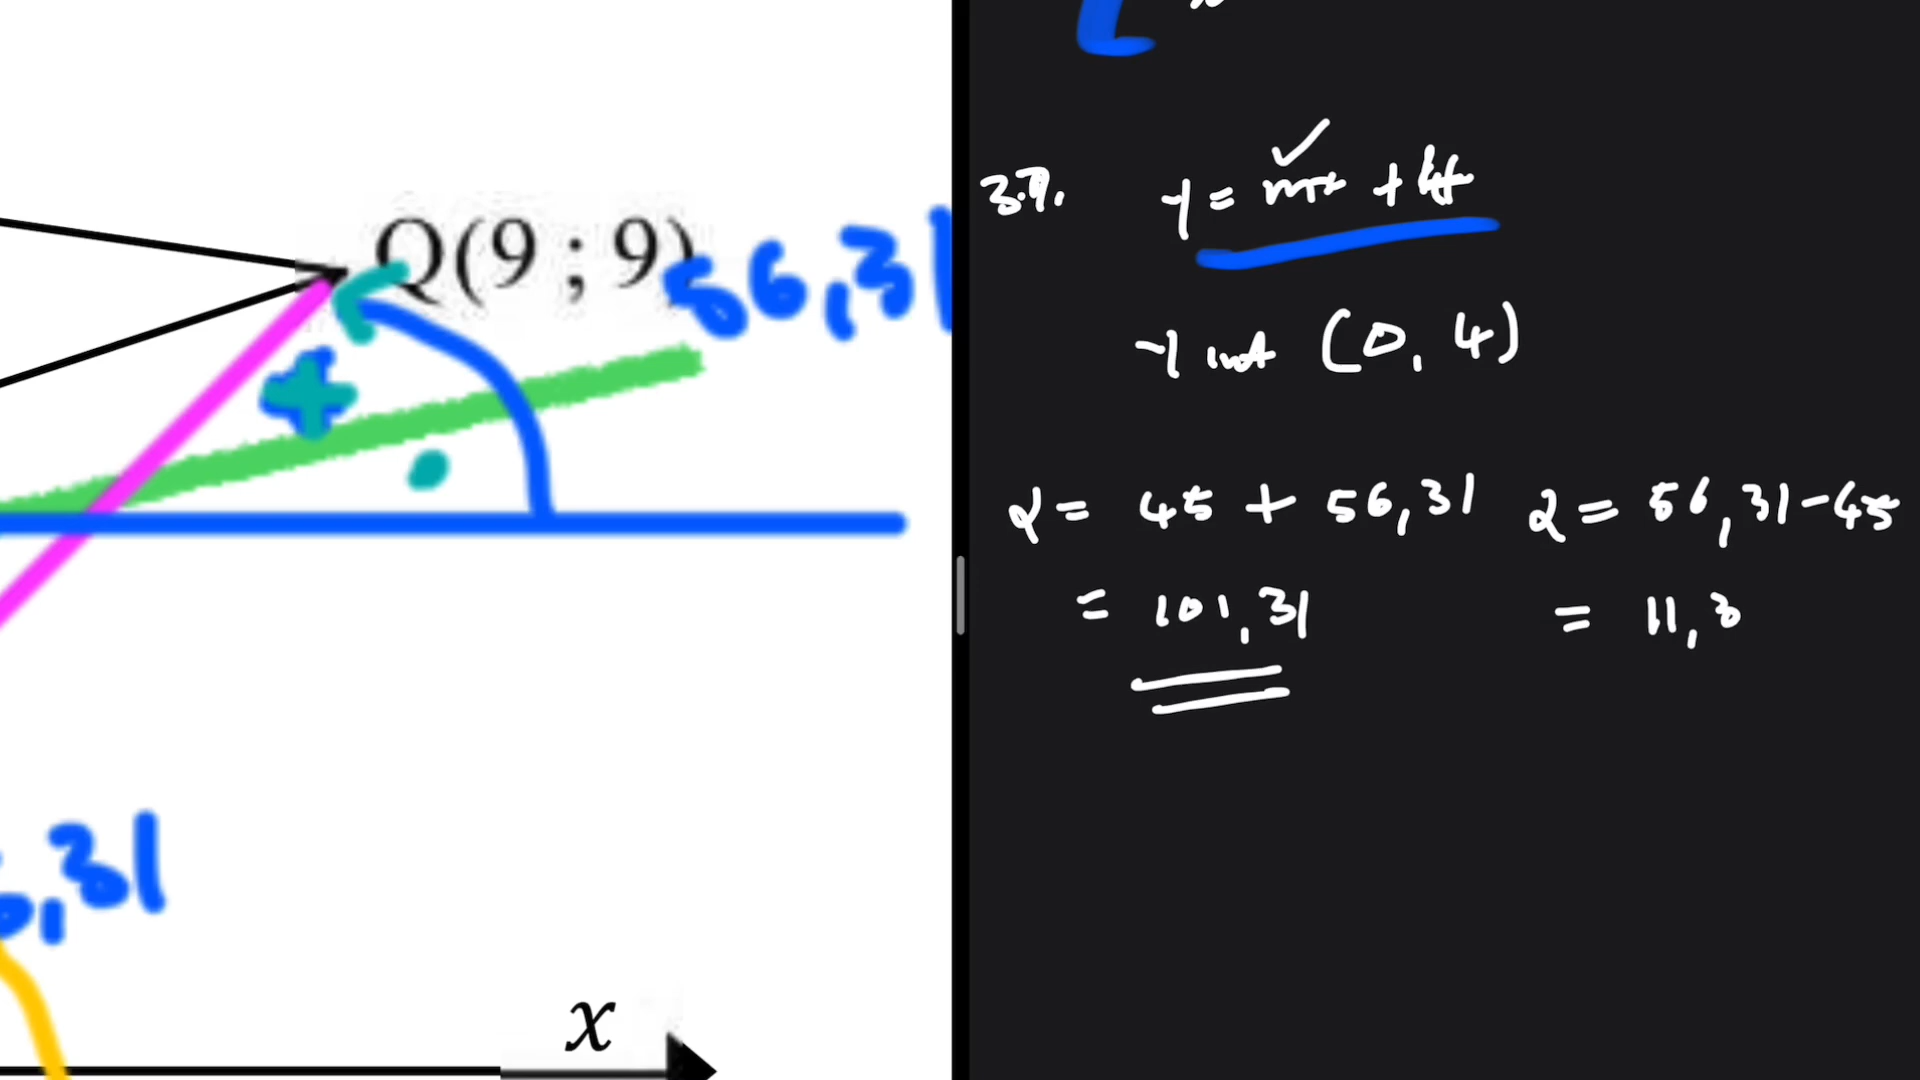 Q(9 ; 9)
56,31
,31
x
3.7. y = mx +
y int (0, 4)
α = 45 + 56,31
= 101,31
α = 56,31-45
= 11,3